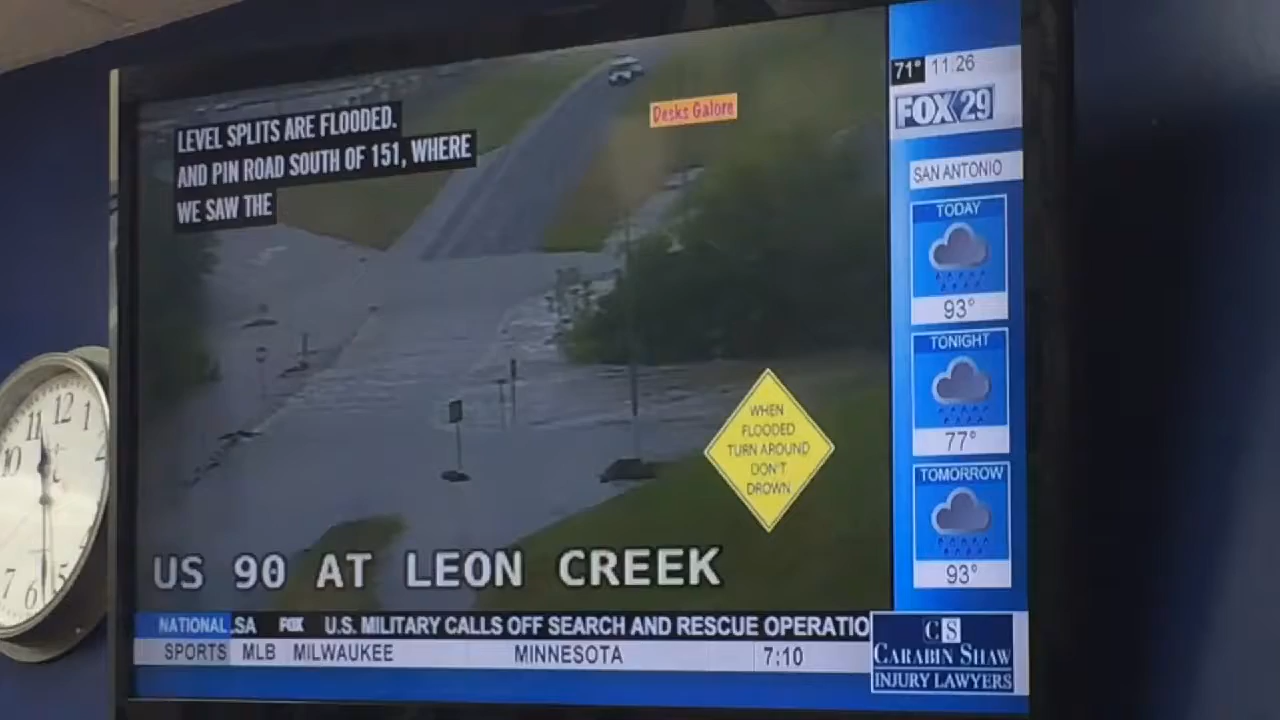 LEVEL SPLITS ARE FLOODED.
AND PIN ROAD SOUTH OF 151, WHERE
WE SAW THE
Desks Galore
71° 11:26
FOX 29
SAN ANTONIO
TODAY
93°
TONIGHT
77°
TOMORROW
93°
WHEN
FLOODED
TURN AROUND
DON'T
DROWN
US 90 AT LEON CREEK
NATIONAL .SA FOX U.S. MILITARY CALLS OFF SEARCH AND RESCUE OPERATIO
SPORTS MLB MILWAUKEE MINNESOTA 7:10
CS
CARABIN SHAW
INJURY LAWYERS
11 12 1
10 2
7 6 5